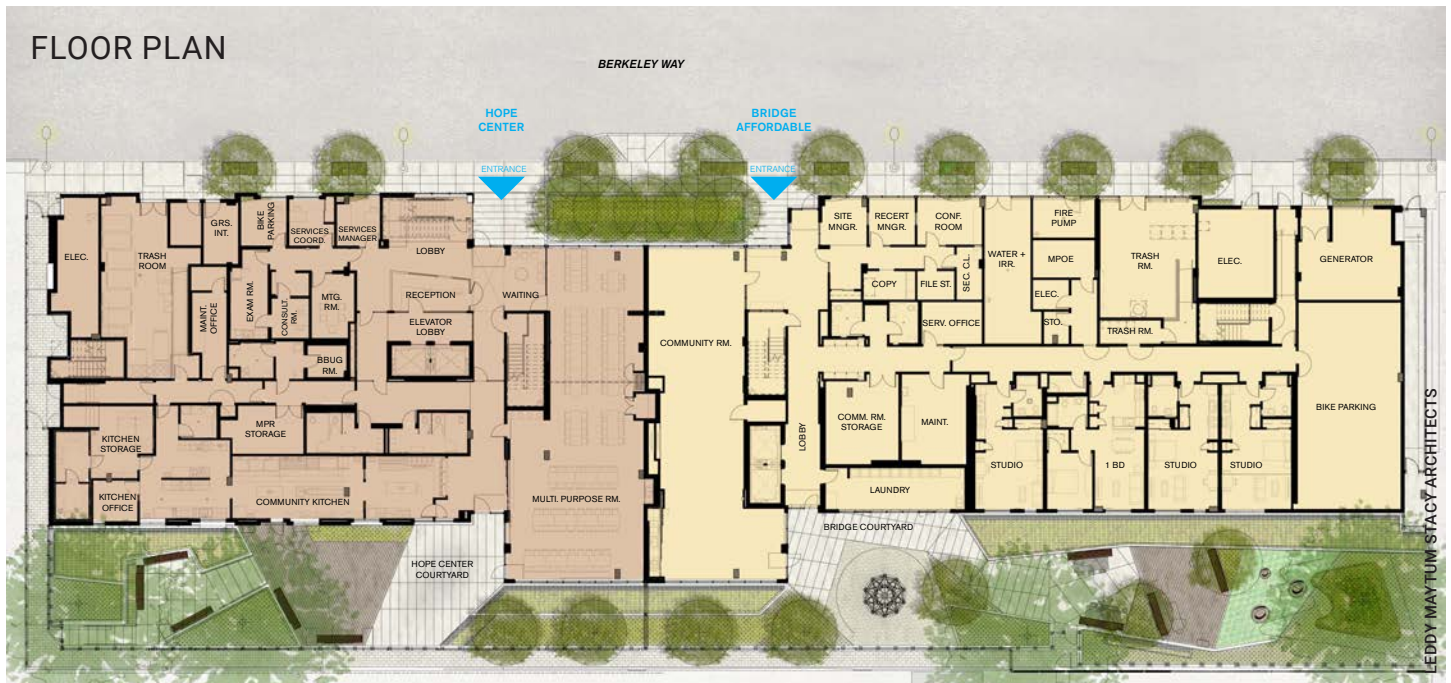 FLOOR PLAN
BERKELEY WAY
HOPE
CENTER
ENTRANCE
BRIDGE
AFFORDABLE
ENTRANCE
ELEC.
TRASH
ROOM
GRS.
INT.
BIKE
PARKING
SERVICES
COORD.
SERVICES
MANAGER
LOBBY
MAINT.
OFFICE
EXAM RM.
CONSULT.
RM.
MTG.
RM.
RECEPTION
WAITING
ELEVATOR
LOBBY
BBUG
RM.
MPR
STORAGE
KITCHEN
STORAGE
KITCHEN
OFFICE
COMMUNITY KITCHEN
MULTI. PURPOSE RM.
HOPE CENTER
COURTYARD
COMMUNITY RM.
SITE
MNGR.
RECERT
MNGR.
CONF.
ROOM
COPY
FILE ST.
SEC. CL.
SERV. OFFICE
WATER +
IRR.
FIRE
PUMP
MPOE
ELEC.
STO.
TRASH
RM.
TRASH RM.
ELEC.
GENERATOR
LOBBY
COMM. RM.
STORAGE
MAINT.
LAUNDRY
STUDIO
1 BD
STUDIO
STUDIO
BIKE PARKING
BRIDGE COURTYARD
LEDDY MAYTUM STACY ARCHITECTS